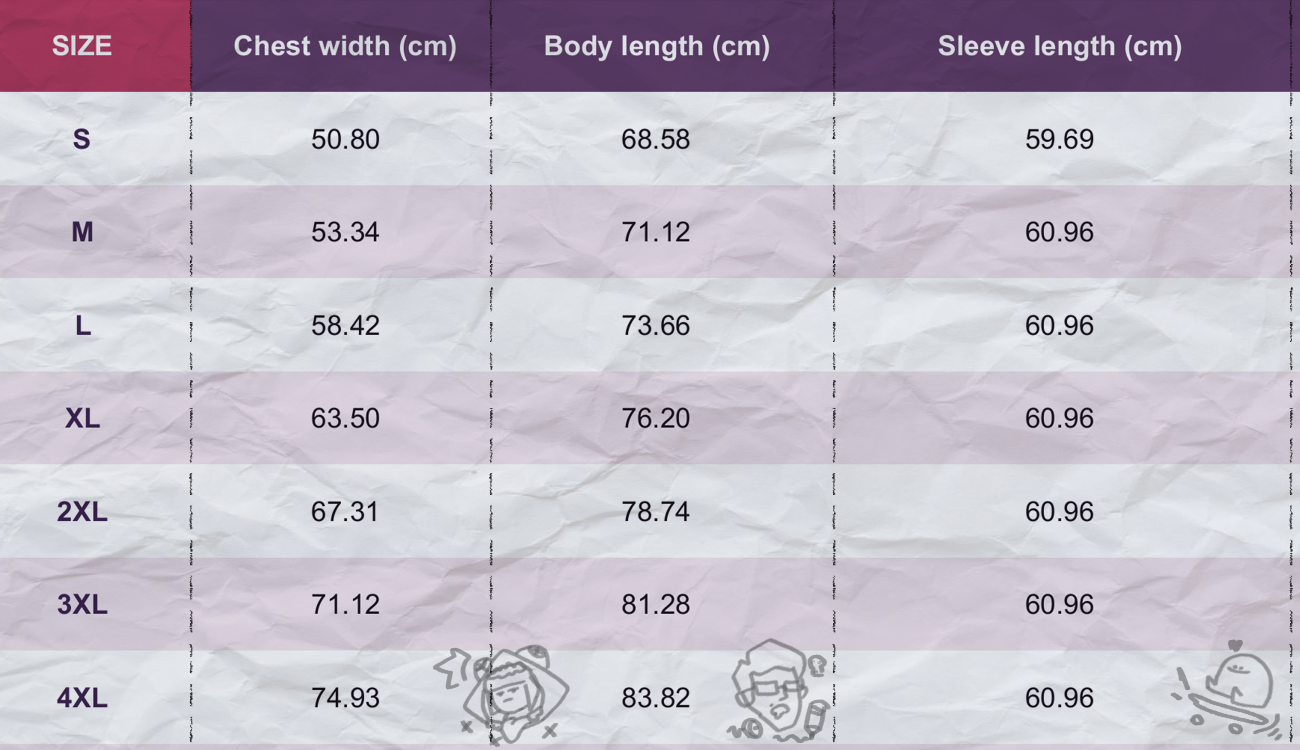 SIZE Chest width (cm) Body length (cm) Sleeve length (cm)
S 50.80 68.58 59.69
M 53.34 71.12 60.96
L 58.42 73.66 60.96
XL 63.50 76.20 60.96
2XL 67.31 78.74 60.96
3XL 71.12 81.28 60.96
4XL 74.93 83.82 60.96